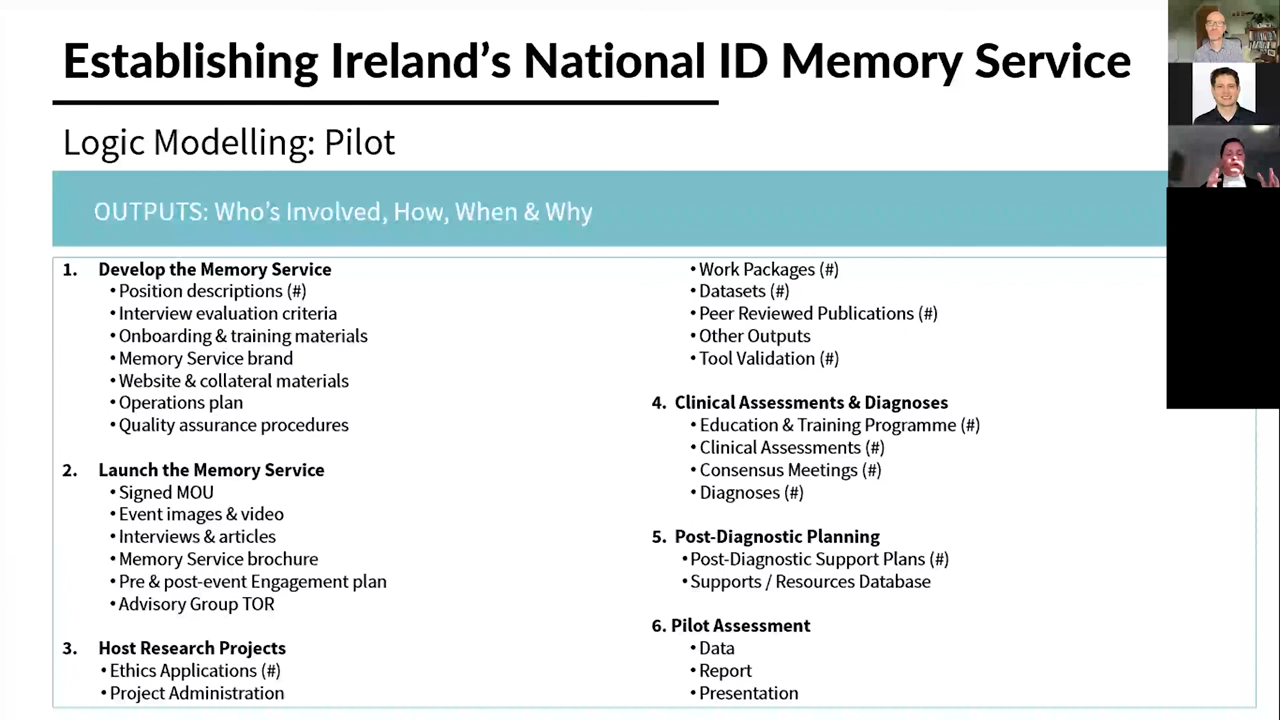 Establishing Ireland's National ID Memory Service
Logic Modelling: Pilot
OUTPUTS: Who's Involved, How, When & Why
1. Develop the Memory Service
• Position descriptions (#)
• Interview evaluation criteria
• Onboarding & training materials
• Memory Service brand
• Website & collateral materials
• Operations plan
• Quality assurance procedures
2. Launch the Memory Service
• Signed MOU
• Event images & video
• Interviews & articles
• Memory Service brochure
• Pre & post-event Engagement plan
• Advisory Group TOR
3. Host Research Projects
• Ethics Applications (#)
• Project Administration
• Work Packages (#)
• Datasets (#)
• Peer Reviewed Publications (#)
• Other Outputs
• Tool Validation (#)
4. Clinical Assessments & Diagnoses
• Education & Training Programme (#)
• Clinical Assessments (#)
• Consensus Meetings (#)
• Diagnoses (#)
5. Post-Diagnostic Planning
• Post-Diagnostic Support Plans (#)
• Supports / Resources Database
6. Pilot Assessment
• Data
• Report
• Presentation